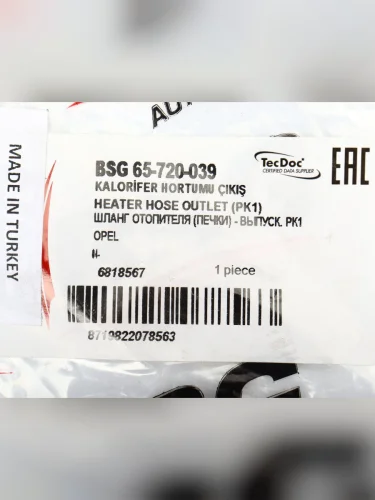 AU
MADE IN TURKEY
BSG 65-720-039
KALORİFER HORTUMU ÇIKIŞ
HEATER HOSE OUTLET (PK1)
ШЛАНГ ОТОПИТЕЛЯ (ПЕЧКИ) - ВЫПУСК. PK1
OPEL
TecDoc
CERTIFIED DATA SUPPLIER
EAC
6818567 1 piece
8719822078563